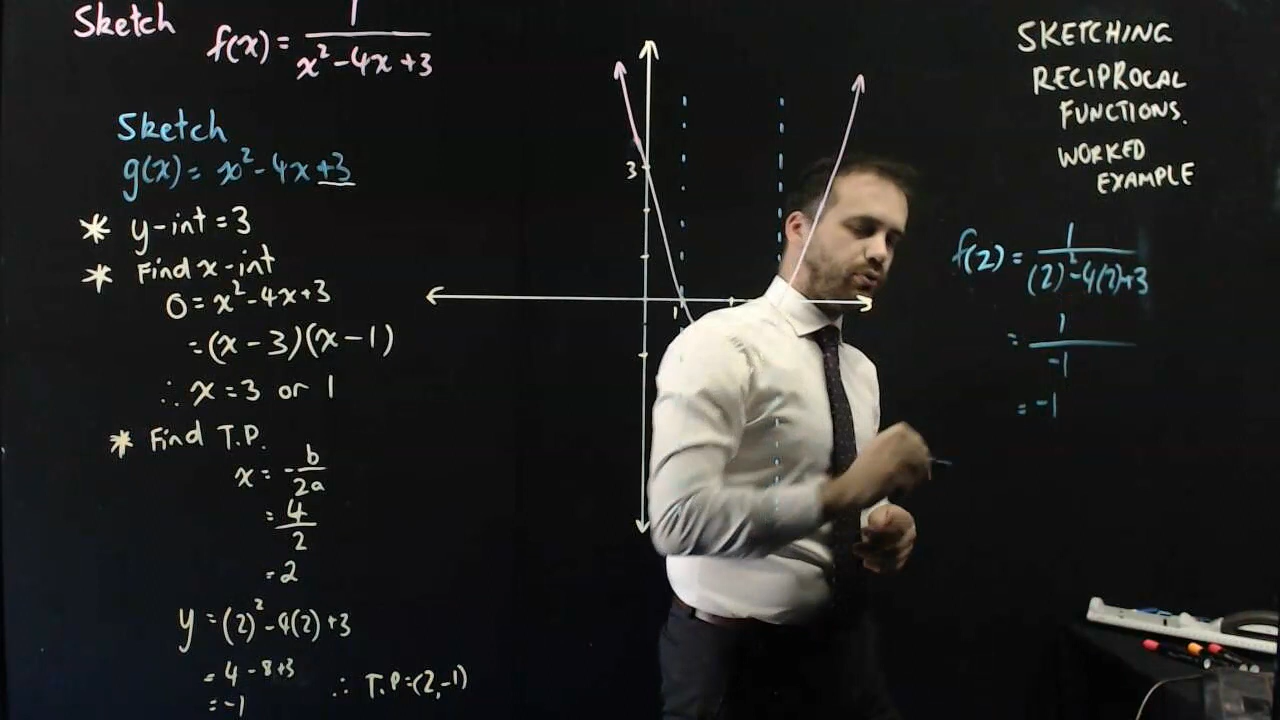 Sketch f(x) = 1/(x² - 4x + 3)
Sketch
g(x) = x² - 4x + 3
* y-int = 3
* Find x-int
0 = x² - 4x + 3
= (x - 3)(x - 1)
∴ x = 3 or 1
* Find T.P.
x = - b/2a
= 4/2
= 2
y = (2)² - 4(2) + 3
= 4 - 8 + 3
= -1
∴ T.P = (2, -1)
3
1
SKETCHING
RECIPROCAL
FUNCTIONS.
WORKED
EXAMPLE
f(2) = 1/((2)² - 4(2) + 3)
= 1/-1
= -1